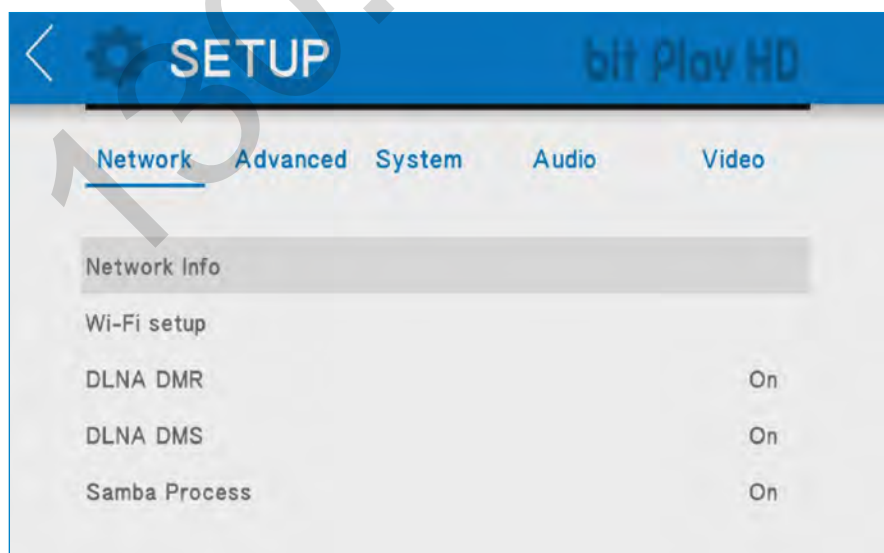 SETUP bit Play HD
Network Advanced System Audio Video
Network Info
Wi-Fi setup
DLNA DMR On
DLNA DMS On
Samba Process On